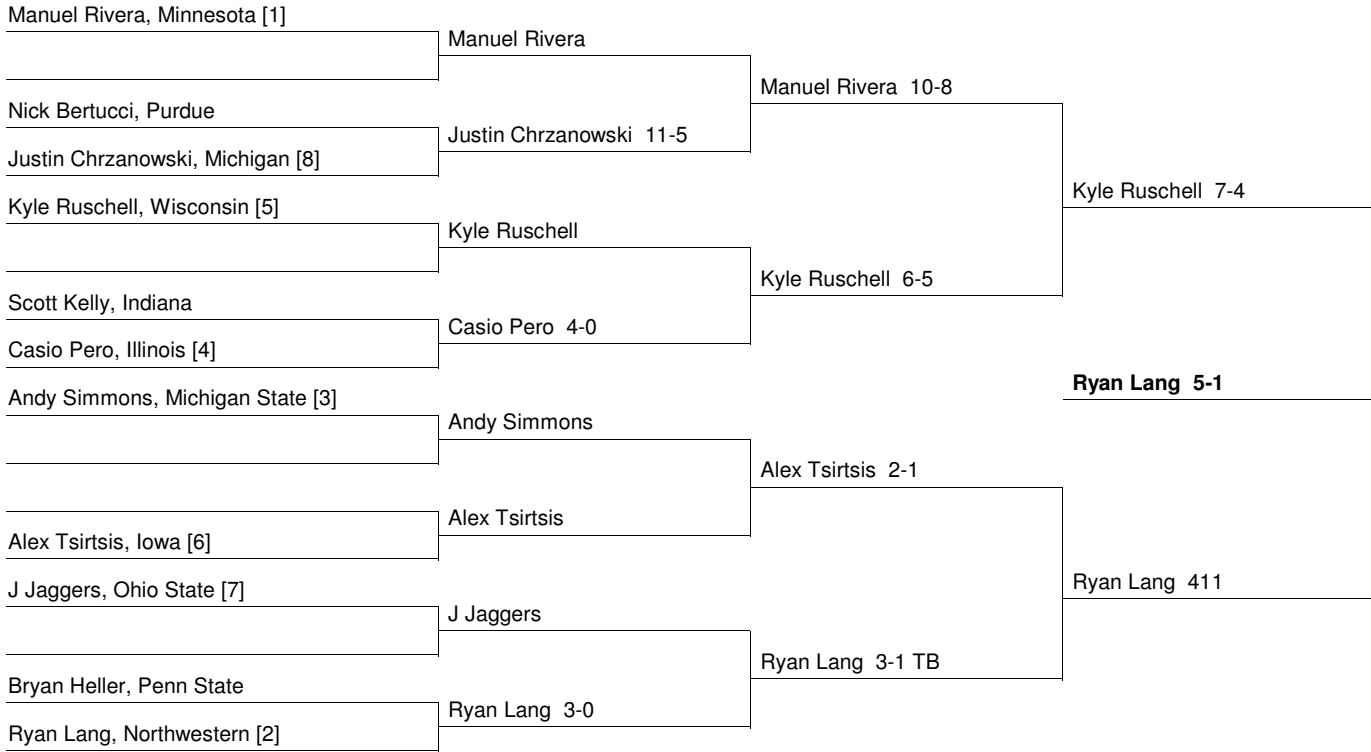 Manuel Rivera, Minnesota [1]
Manuel Rivera
Manuel Rivera 10-8
Nick Bertucci, Purdue
Justin Chrzanowski 11-5
Justin Chrzanowski, Michigan [8]
Kyle Ruschell 7-4
Kyle Ruschell, Wisconsin [5]
Kyle Ruschell
Kyle Ruschell 6-5
Scott Kelly, Indiana
Casio Pero 4-0
Casio Pero, Illinois [4]
Ryan Lang 5-1
Andy Simmons, Michigan State [3]
Andy Simmons
Alex Tsirtsis 2-1
Alex Tsirtsis
Alex Tsirtsis, Iowa [6]
Ryan Lang 411
J Jaggers, Ohio State [7]
J Jaggers
Ryan Lang 3-1 TB
Bryan Heller, Penn State
Ryan Lang 3-0
Ryan Lang, Northwestern [2]